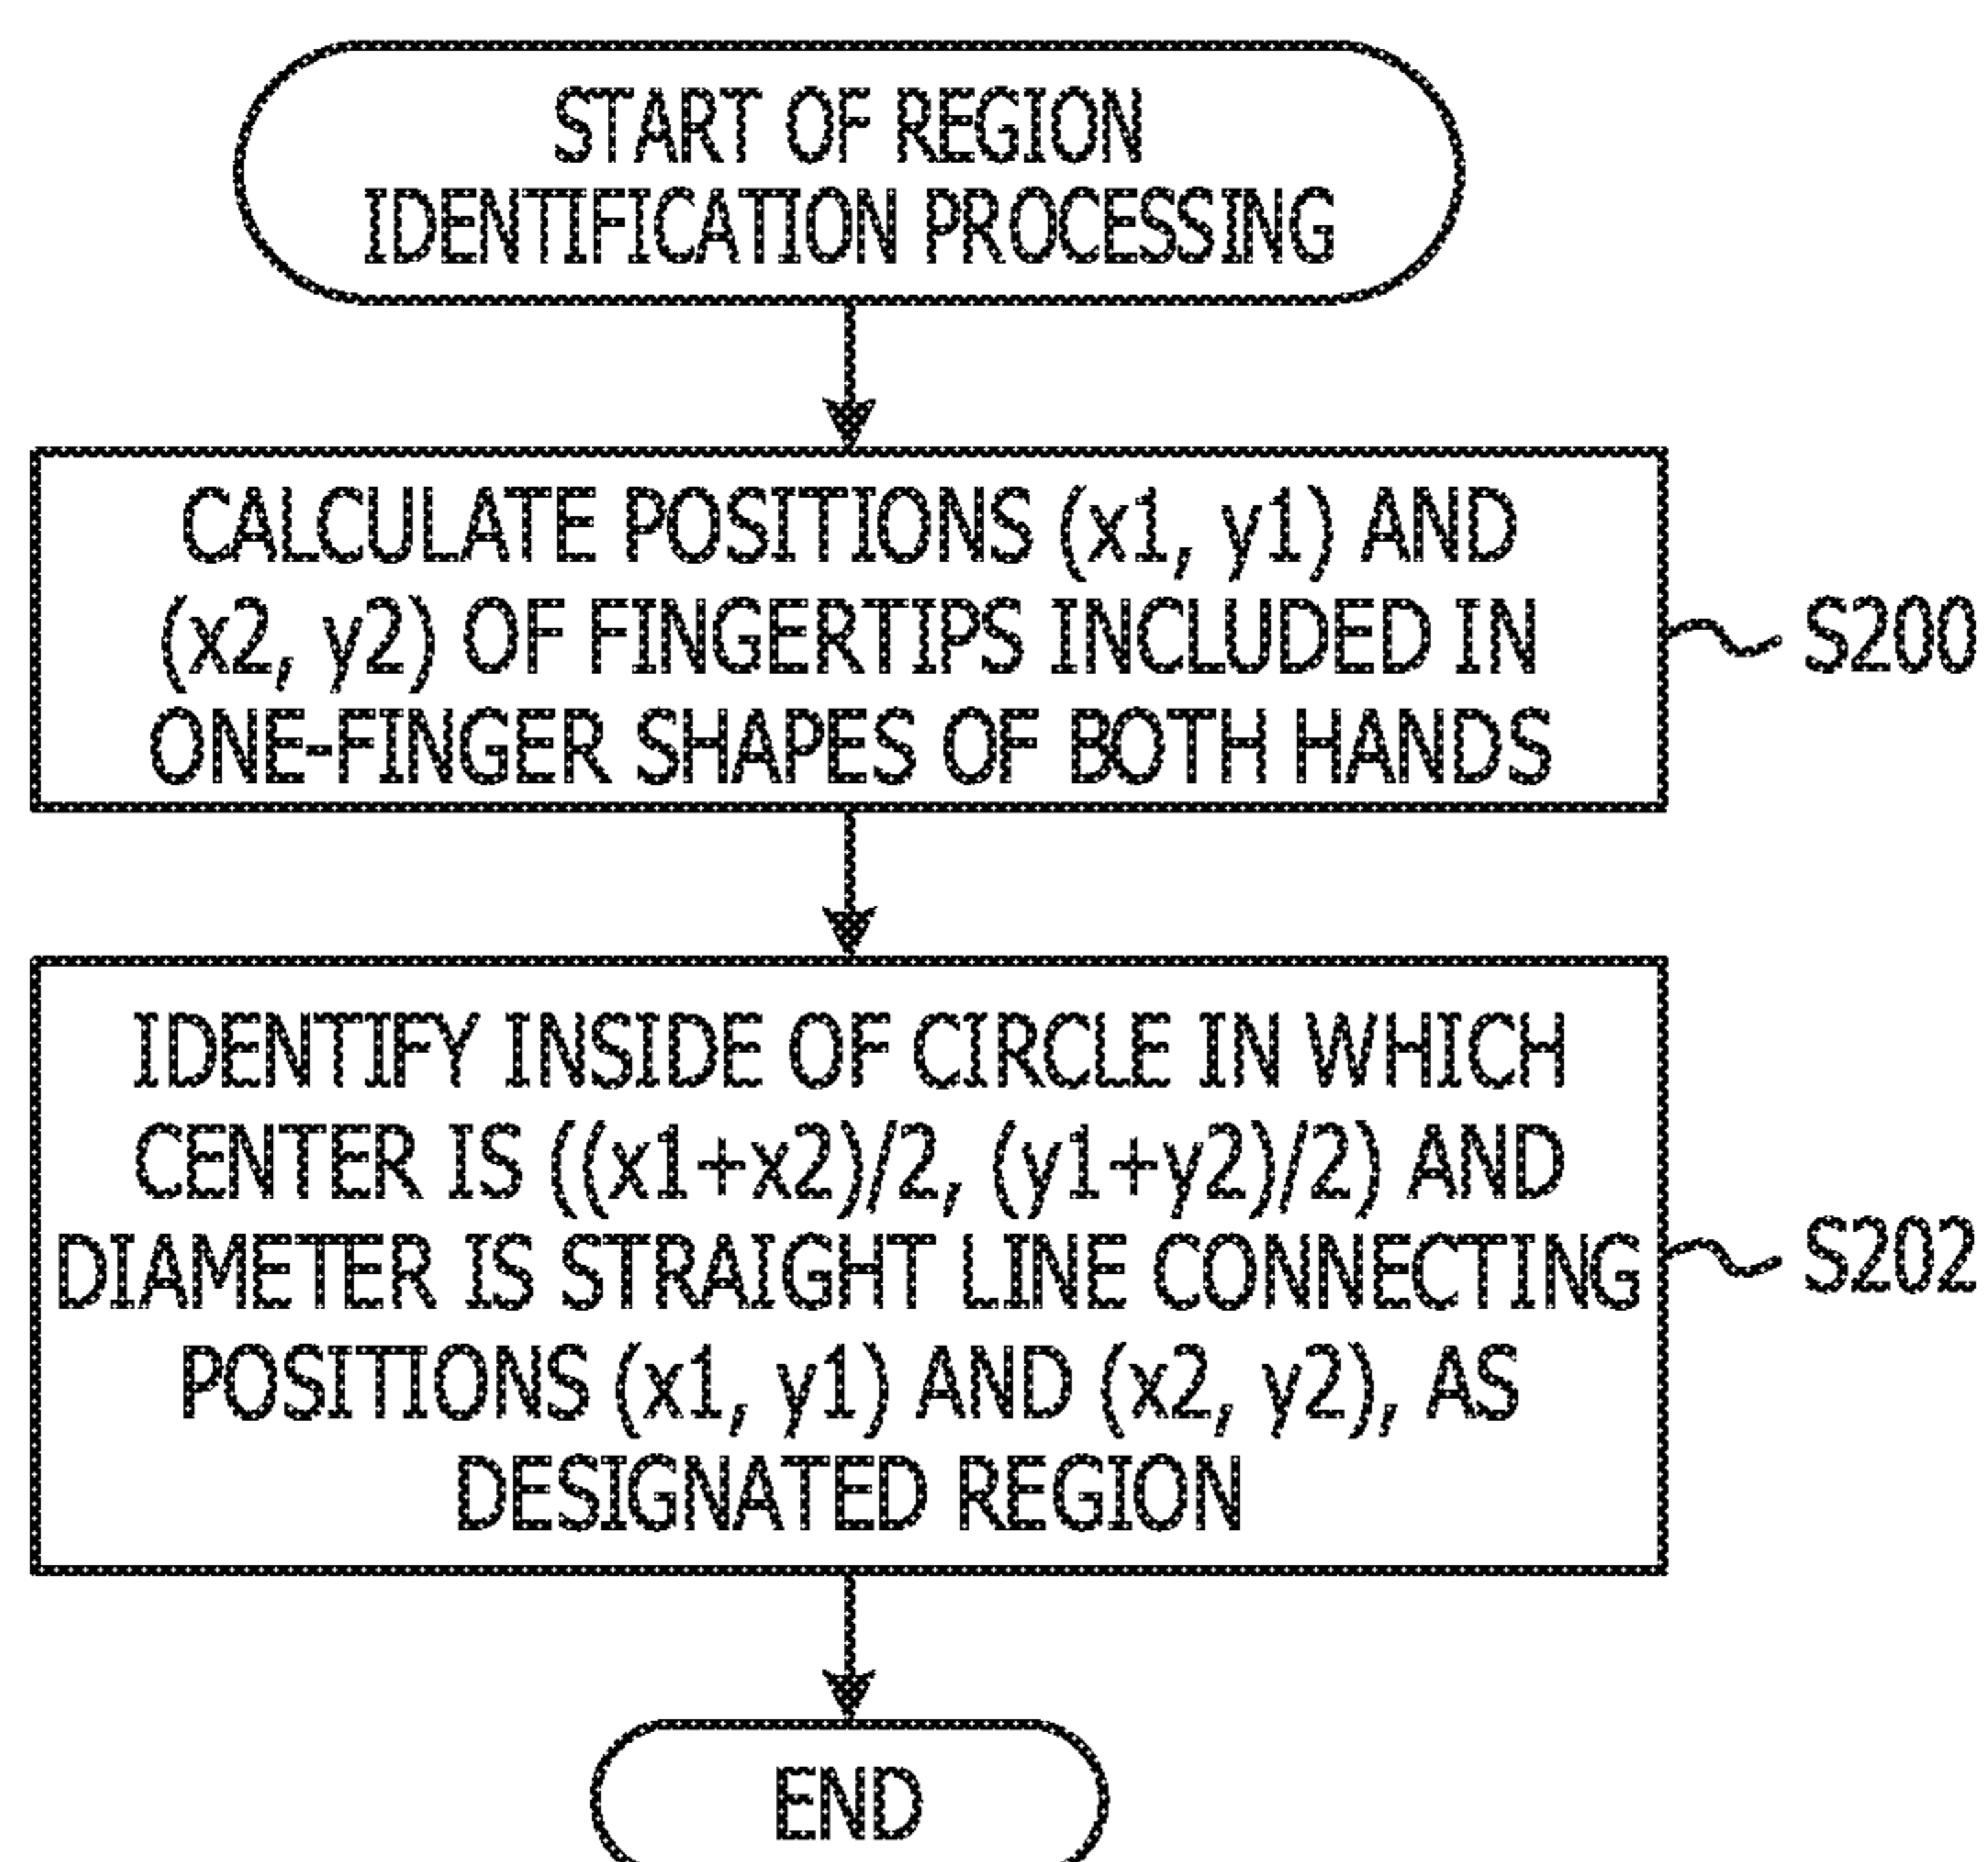 START OF REGION
IDENTIFICATION PROCESSING
CALCULATE POSITIONS (x1, y1) AND
(x2, y2) OF FINGERTIPS INCLUDED IN
ONE-FINGER SHAPES OF BOTH HANDS
S200
IDENTIFY INSIDE OF CIRCLE IN WHICH
CENTER IS ((x1+x2)/2, (y1+y2)/2) AND
DIAMETER IS STRAIGHT LINE CONNECTING
POSITIONS (x1, y1) AND (x2, y2), AS
DESIGNATED REGION
S202
END